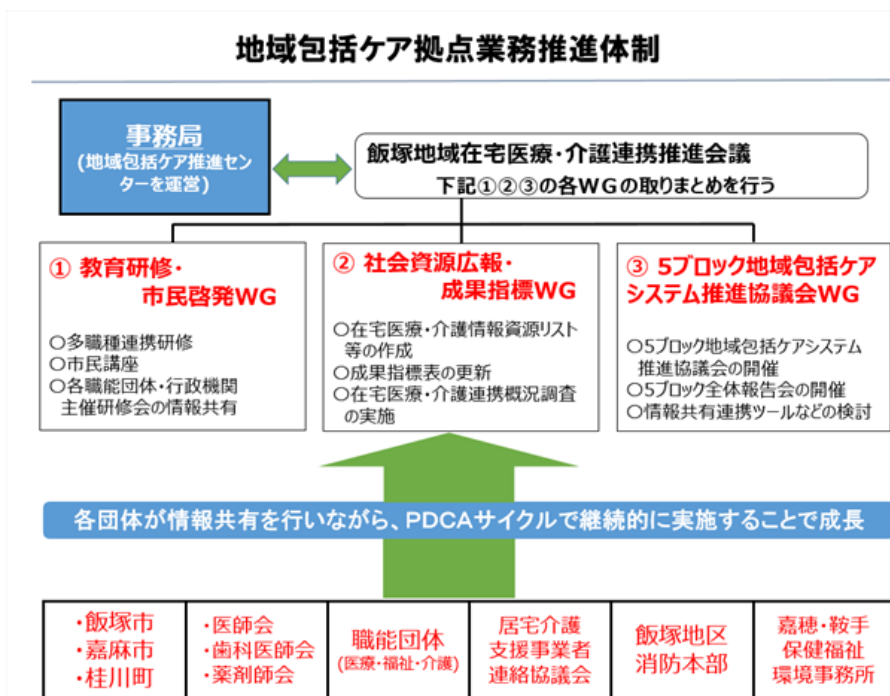 地域包括ケア拠点業務推進体制
事務局
(地域包括ケア推進セン
ターを運営)
飯塚地域在宅医療・介護連携推進会議
下記①②③の各WGの取りまとめを行う
① 教育研修・
市民啓発WG
○多職種連携研修
○市民講座
○各職能団体・行政機関
主催研修会の情報共有
② 社会資源広報・
成果指標WG
○在宅医療・介護情報資源リスト
等の作成
○成果指標表の更新
○在宅医療・介護連携概況調査
の実施
③ 5ブロック地域包括ケア
システム推進協議会WG
○5ブロック地域包括ケアシステム
推進協議会の開催
○5ブロック全体報告会の開催
○情報共有連携ツールなどの検討
各団体が情報共有を行いながら、PDCAサイクルで継続的に実施することで成長
・飯塚市
・嘉麻市
・桂川町
・医師会
・歯科医師会
・薬剤師会
職能団体
(医療・福祉・介護)
居宅介護
支援事業者
連絡協議会
飯塚地区
消防本部
嘉穂・鞍手
保健福祉
環境事務所